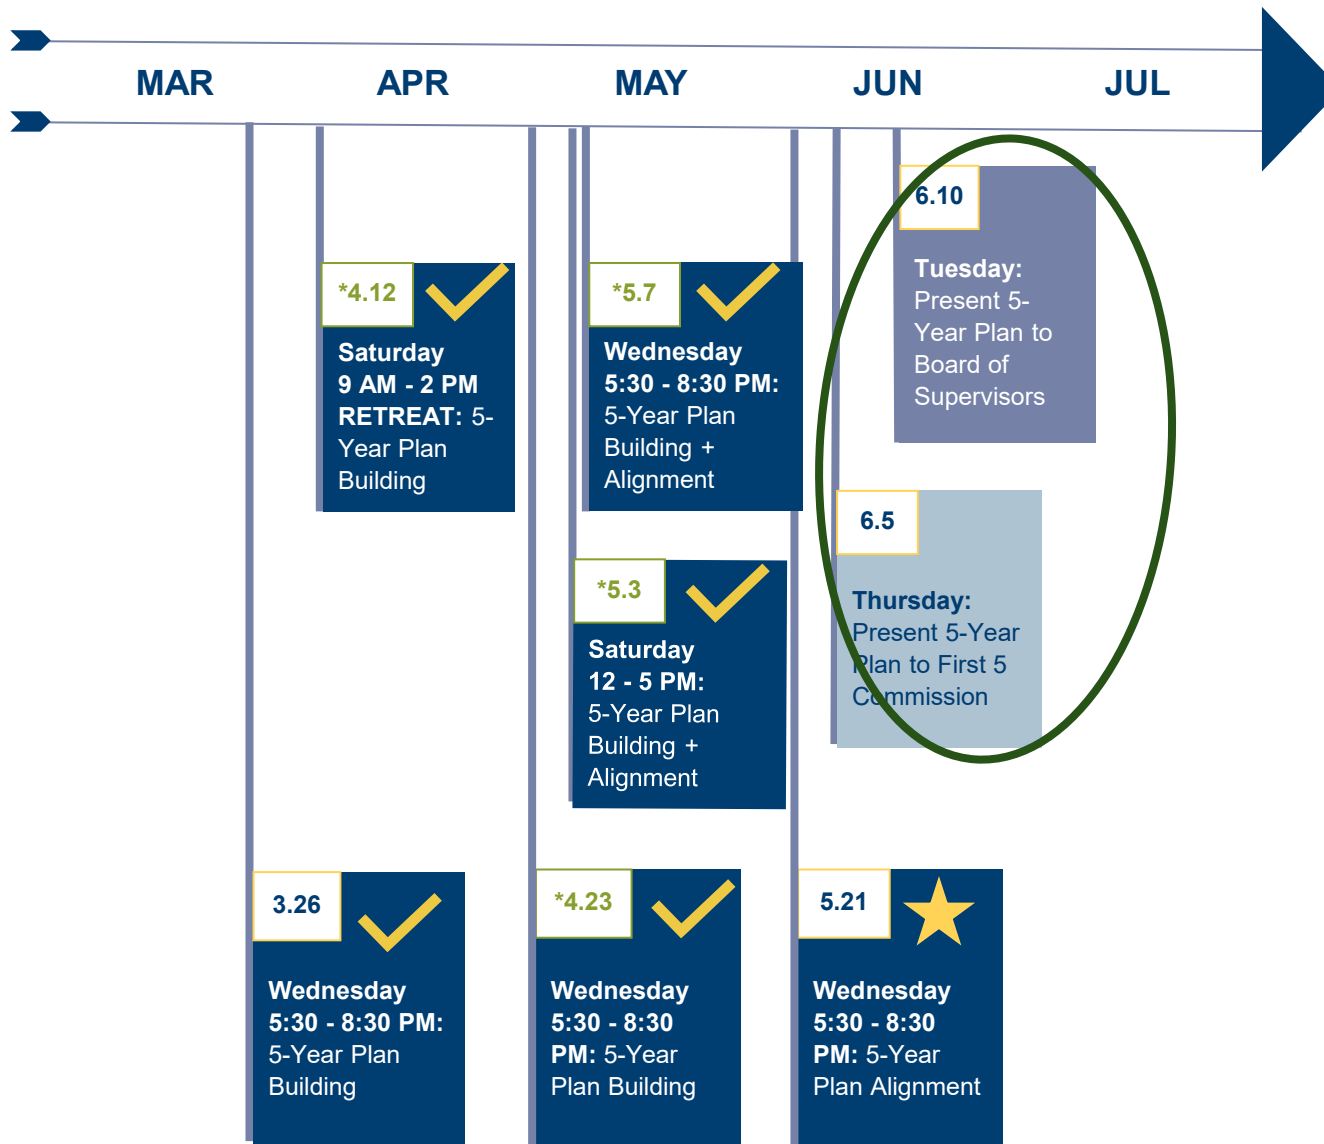 MAR
APR
MAY
JUN
JUL
6.10
Tuesday:
Present 5-
Year Plan to
Board of
Supervisors
*4.12
Saturday
9 AM - 2 PM
RETREAT: 5-
Year Plan
Building
*5.7
Wednesday
5:30 - 8:30 PM:
5-Year Plan
Building +
Alignment
6.5
Thursday:
Present 5-Year
Plan to First 5
Commission
*5.3
Saturday
12 - 5 PM:
5-Year Plan
Building +
Alignment
3.26
Wednesday
5:30 - 8:30 PM:
5-Year Plan
Building
*4.23
Wednesday
5:30 - 8:30
PM: 5-Year
Plan Building
5.21
Wednesday
5:30 - 8:30
PM: 5-Year
Plan Alignment